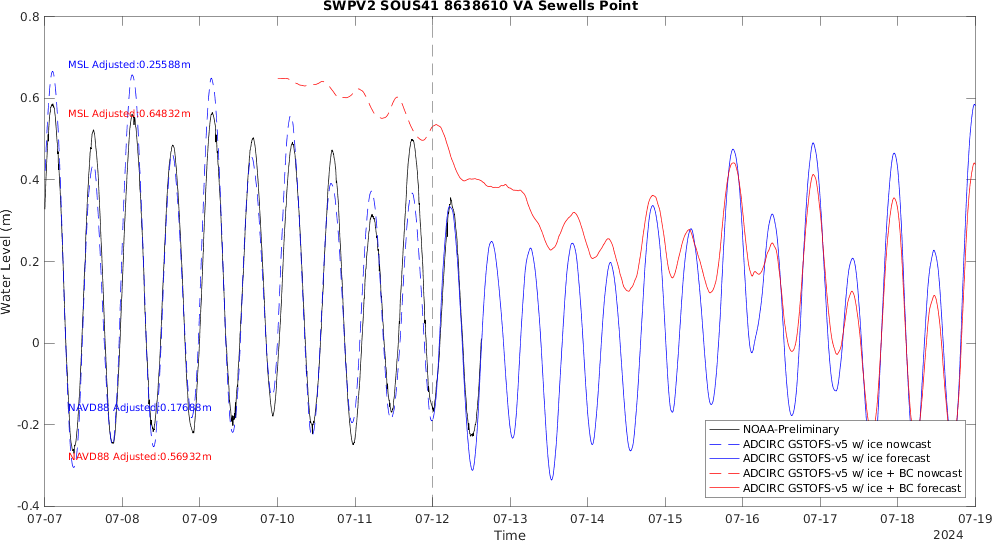 SWPV2 SOUS41 8638610 VA Sewells Point
0.8
0.6
0.4
0.2
0
-0.2
-0.4
Water Level (m)
MSL Adjusted:0.25588m
MSL Adjusted:0.64832m
NAVD88 Adjusted:0.17688m
NAVD88 Adjusted:0.56932m
NOAA-Preliminary
ADCIRC GSTOFS-v5 w/ ice nowcast
ADCIRC GSTOFS-v5 w/ ice forecast
ADCIRC GSTOFS-v5 w/ ice + BC nowcast
ADCIRC GSTOFS-v5 w/ ice + BC forecast
07-07 07-08 07-09 07-10 07-11 07-12 07-13 07-14 07-15 07-16 07-17 07-18 07-19
Time
2024